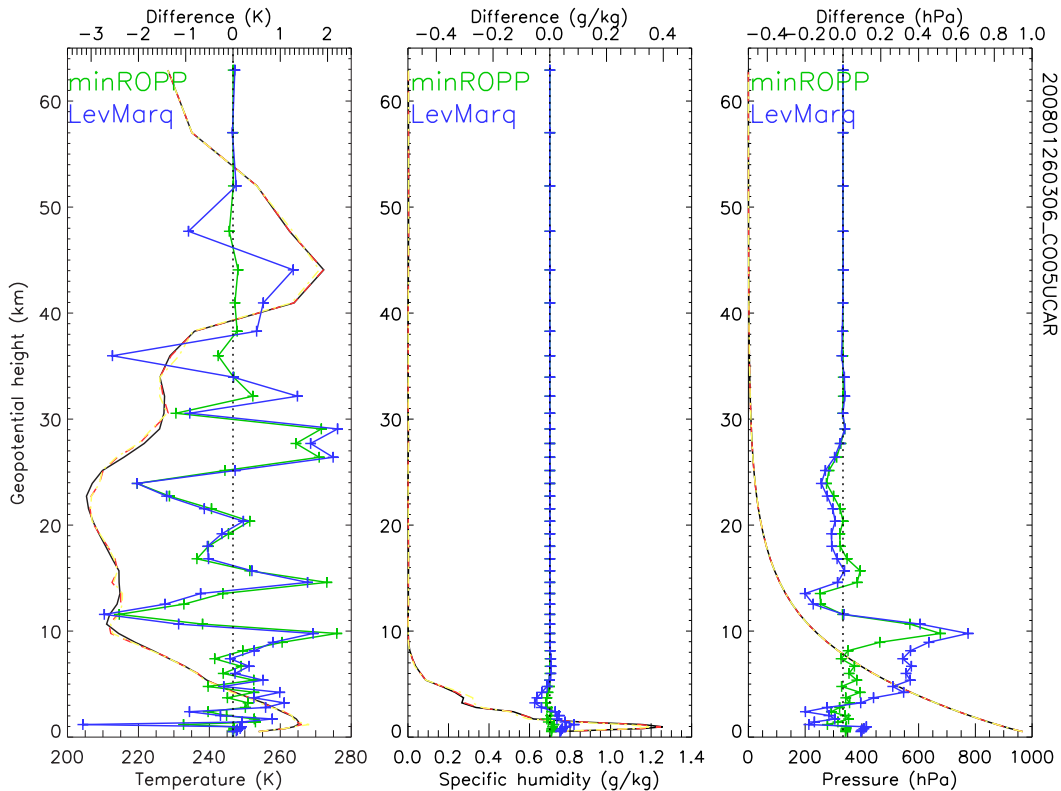 Difference (K)
-3 -2 -1 0 1 2
Difference (g/kg)
-0.4 -0.2 0.0 0.2 0.4
Difference (hPa)
-0.4 -0.20 0.0 0.2 0.4 0.6 0.8 1.0
minROPP
LevMarq
minROPP
LevMarq
minROPP
LevMarq
Geopotential height (km)
60
50
40
30
20
10
0
60
50
40
30
20
10
0
60
50
40
30
20
10
0
200 220 240 260 280
Temperature (K)
0.0 0.2 0.4 0.6 0.8 1.0 1.2 1.4
Specific humidity (g/kg)
0 200 400 600 800 1000
Pressure (hPa)
200801260306_C005UCAR